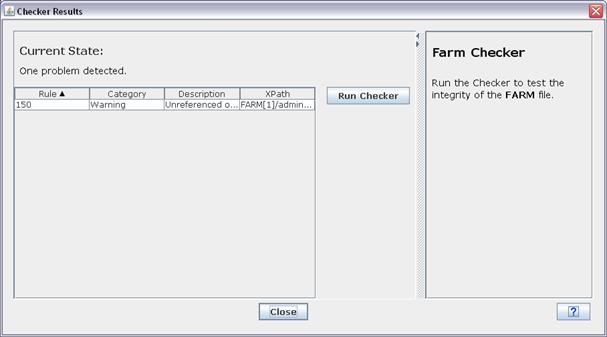 Checker Results
Current State:
One problem detected.
Rule ▲ Category Description XPath
150 Warning Unreferenced o... FARM[1]/admin...
Run Checker
Farm Checker
Run the Checker to test the
integrity of the FARM file.
Close
?